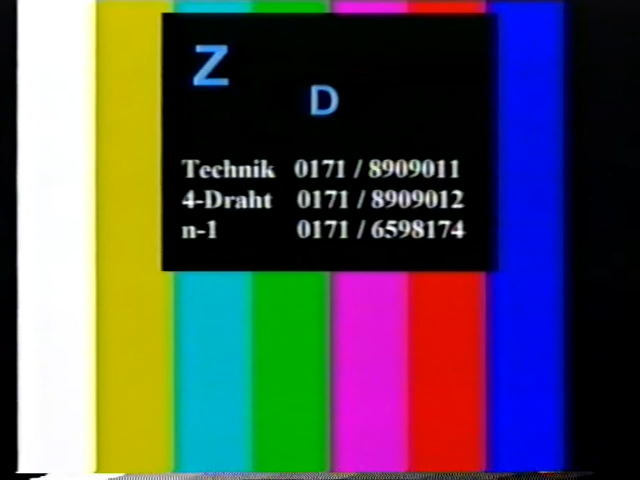 Z
D
Technik 0171 / 8909011
4-Draht 0171 / 8909012
n-1 0171 / 6598174